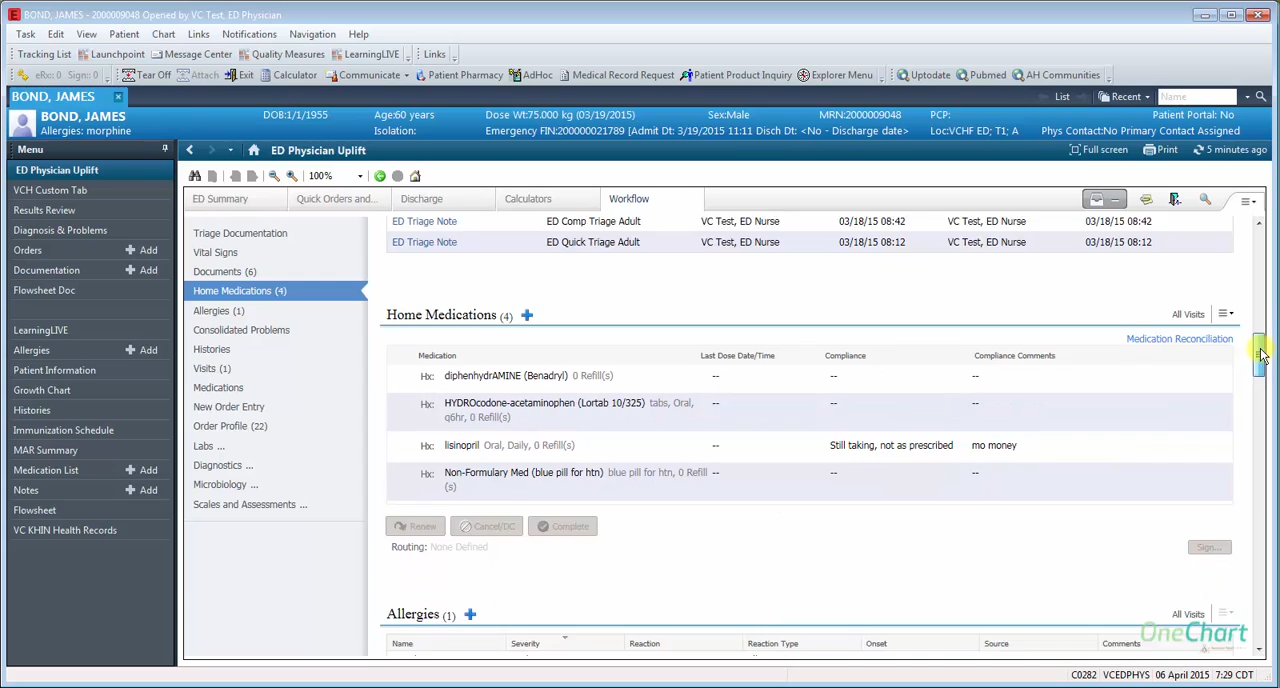 BOND, JAMES - 2000009048 Opened by VC Test, ED Physician
Task Edit View Patient Chart Links Notifications Navigation Help
Tracking List Launchpoint Message Center Quality Measures LearningLIVE Links
eRx: 0 Sign: 0 Tear Off Attach Exit Calculator Communicate Patient Pharmacy AdHoc Medical Record Request Patient Product Inquiry Explorer Menu Uptodate Pubmed AH Communities
BOND, JAMES List Recent Name
BOND, JAMES DOB:1/1/1955 Age:60 years Dose Wt:75.000 kg (03/19/2015) Sex:Male MRN:2000009048 PCP: Patient Portal: No
Allergies: morphine Isolation: Emergency FIN:200000021789 [Admit Dt: 3/19/2015 11:11 Disch Dt: <No - Discharge date> Loc:VCHF ED; T1; A Phys Contact:No Primary Contact Assigned
Menu ED Physician Uplift Full screen Print 5 minutes ago
ED Physician Uplift
VCH Custom Tab
Results Review
Diagnosis & Problems
Orders Add
Documentation Add
Flowsheet Doc
LearningLIVE
Allergies Add
Patient Information
Growth Chart
Histories
Immunization Schedule
MAR Summary
Medication List Add
Notes Add
Flowsheet
VC KHIN Health Records
100%
ED Summary Quick Orders and... Discharge Calculators Workflow
Triage Documentation
Vital Signs
Documents (6)
Home Medications (4)
Allergies (1)
Consolidated Problems
Histories
Visits (1)
Medications
New Order Entry
Order Profile (22)
Labs ...
Diagnostics ...
Microbiology ...
Scales and Assessments ...
ED Triage Note ED Comp Triage Adult VC Test, ED Nurse 03/18/15 08:42 VC Test, ED Nurse 03/18/15 08:42
ED Triage Note ED Quick Triage Adult VC Test, ED Nurse 03/18/15 08:12 VC Test, ED Nurse 03/18/15 08:12
Home Medications (4) All Visits
Medication Reconciliation
Medication Last Dose Date/Time Compliance Compliance Comments
Hx: diphenhydrAMINE (Benadryl) 0 Refill(s) -- -- --
Hx: HYDROcodone-acetaminophen (Lortab 10/325) tabs, Oral, -- -- --
q6hr, 0 Refill(s)
Hx: lisinopril Oral, Daily, 0 Refill(s) -- Still taking, not as prescribed mo money
Hx: Non-Formulary Med (blue pill for htn) blue pill for htn, 0 Refill -- -- --
(s)
Renew Cancel/DC Complete
Routing: None Defined Sign...
Allergies (1) All Visits
Name Severity Reaction Reaction Type Onset Source Comments
OneChart
C0282 VCEDPHYS 06 April 2015 7:29 CDT